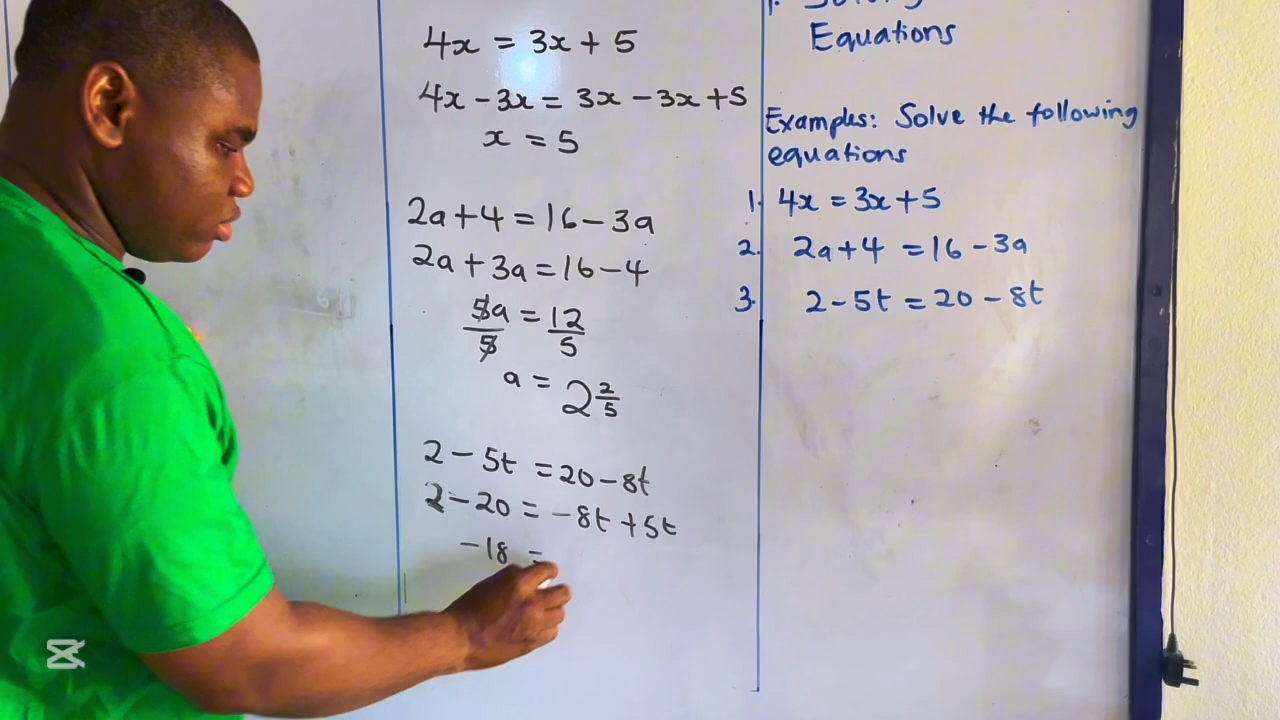 4x = 3x + 5
4x - 3x = 3x - 3x + 5
x = 5
2a + 4 = 16 - 3a
2a + 3a = 16 - 4
5a/5 = 12/5
a = 2 2/5
2 - 5t = 20 - 8t
2 - 20 = -8t + 5t
-18 =
Equations
Examples: Solve the following
equations
1. 4x = 3x + 5
2. 2a + 4 = 16 - 3a
3. 2 - 5t = 20 - 8t